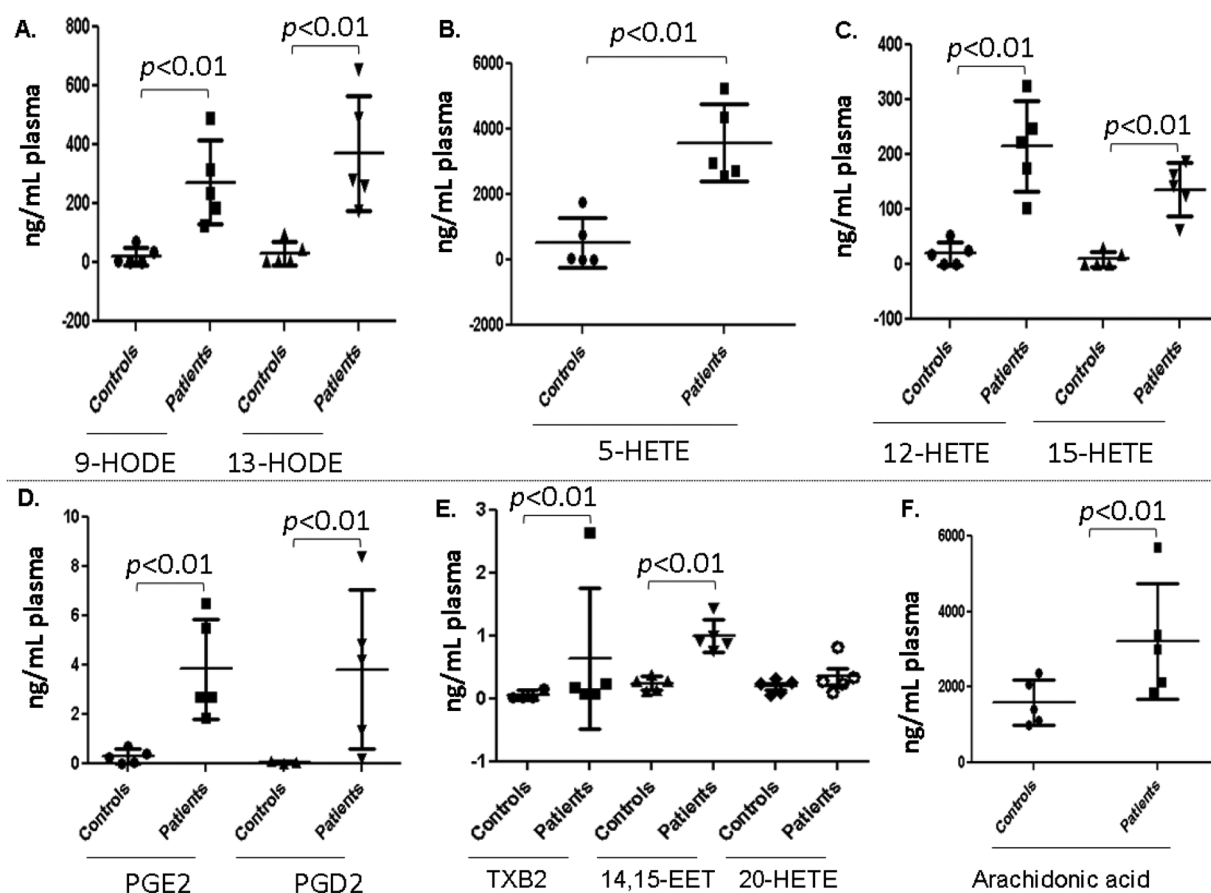 A.
ng/mL plasma
800
600
400
200
0
-200
p<0.01
p<0.01
Controls
Patients
Controls
Patients
9-HODE
13-HODE
B.
ng/mL plasma
6000
4000
2000
0
-2000
p<0.01
Controls
Patients
5-HETE
C.
ng/mL plasma
400
300
200
100
0
-100
p<0.01
p<0.01
Controls
Patients
Controls
Patients
12-HETE
15-HETE
D.
ng/mL plasma
10
8
6
4
2
0
p<0.01
p<0.01
Controls
Patients
Controls
Patients
PGE2
PGD2
E.
ng/mL plasma
3
2
1
0
-1
p<0.01
p<0.01
Controls
Patients
Controls
Patients
Controls
Patients
TXB2
14,15-EET
20-HETE
F.
ng/mL plasma
6000
4000
2000
0
p<0.01
Controls
Patients
Arachidonic acid